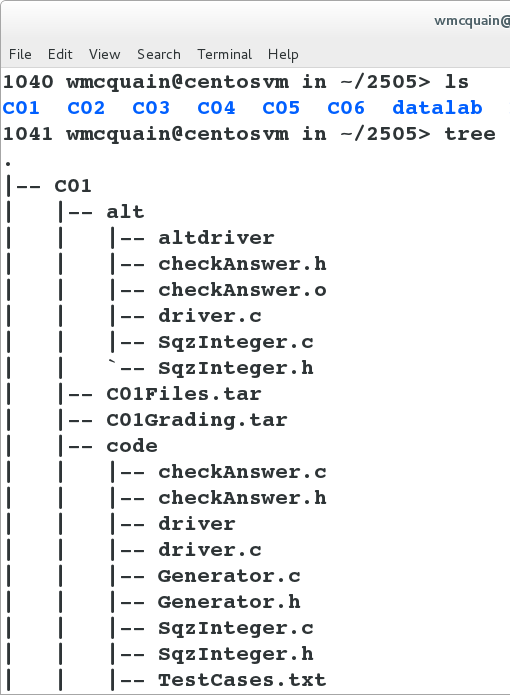 wmcquain@
File Edit View Search Terminal Help
1040 wmcquain@centosvm in ~/2505> ls
C01 C02 C03 C04 C05 C06 datalab
1041 wmcquain@centosvm in ~/2505> tree
.
|-- C01
|   |-- alt
|   |   |-- altdriver
|   |   |-- checkAnswer.h
|   |   |-- checkAnswer.o
|   |   |-- driver.c
|   |   |-- SqzInteger.c
|   |   `-- SqzInteger.h
|   |-- C01Files.tar
|   |-- C01Grading.tar
|   |-- code
|   |   |-- checkAnswer.c
|   |   |-- checkAnswer.h
|   |   |-- driver
|   |   |-- driver.c
|   |   |-- Generator.c
|   |   |-- Generator.h
|   |   |-- SqzInteger.c
|   |   |-- SqzInteger.h
|   |   |-- TestCases.txt